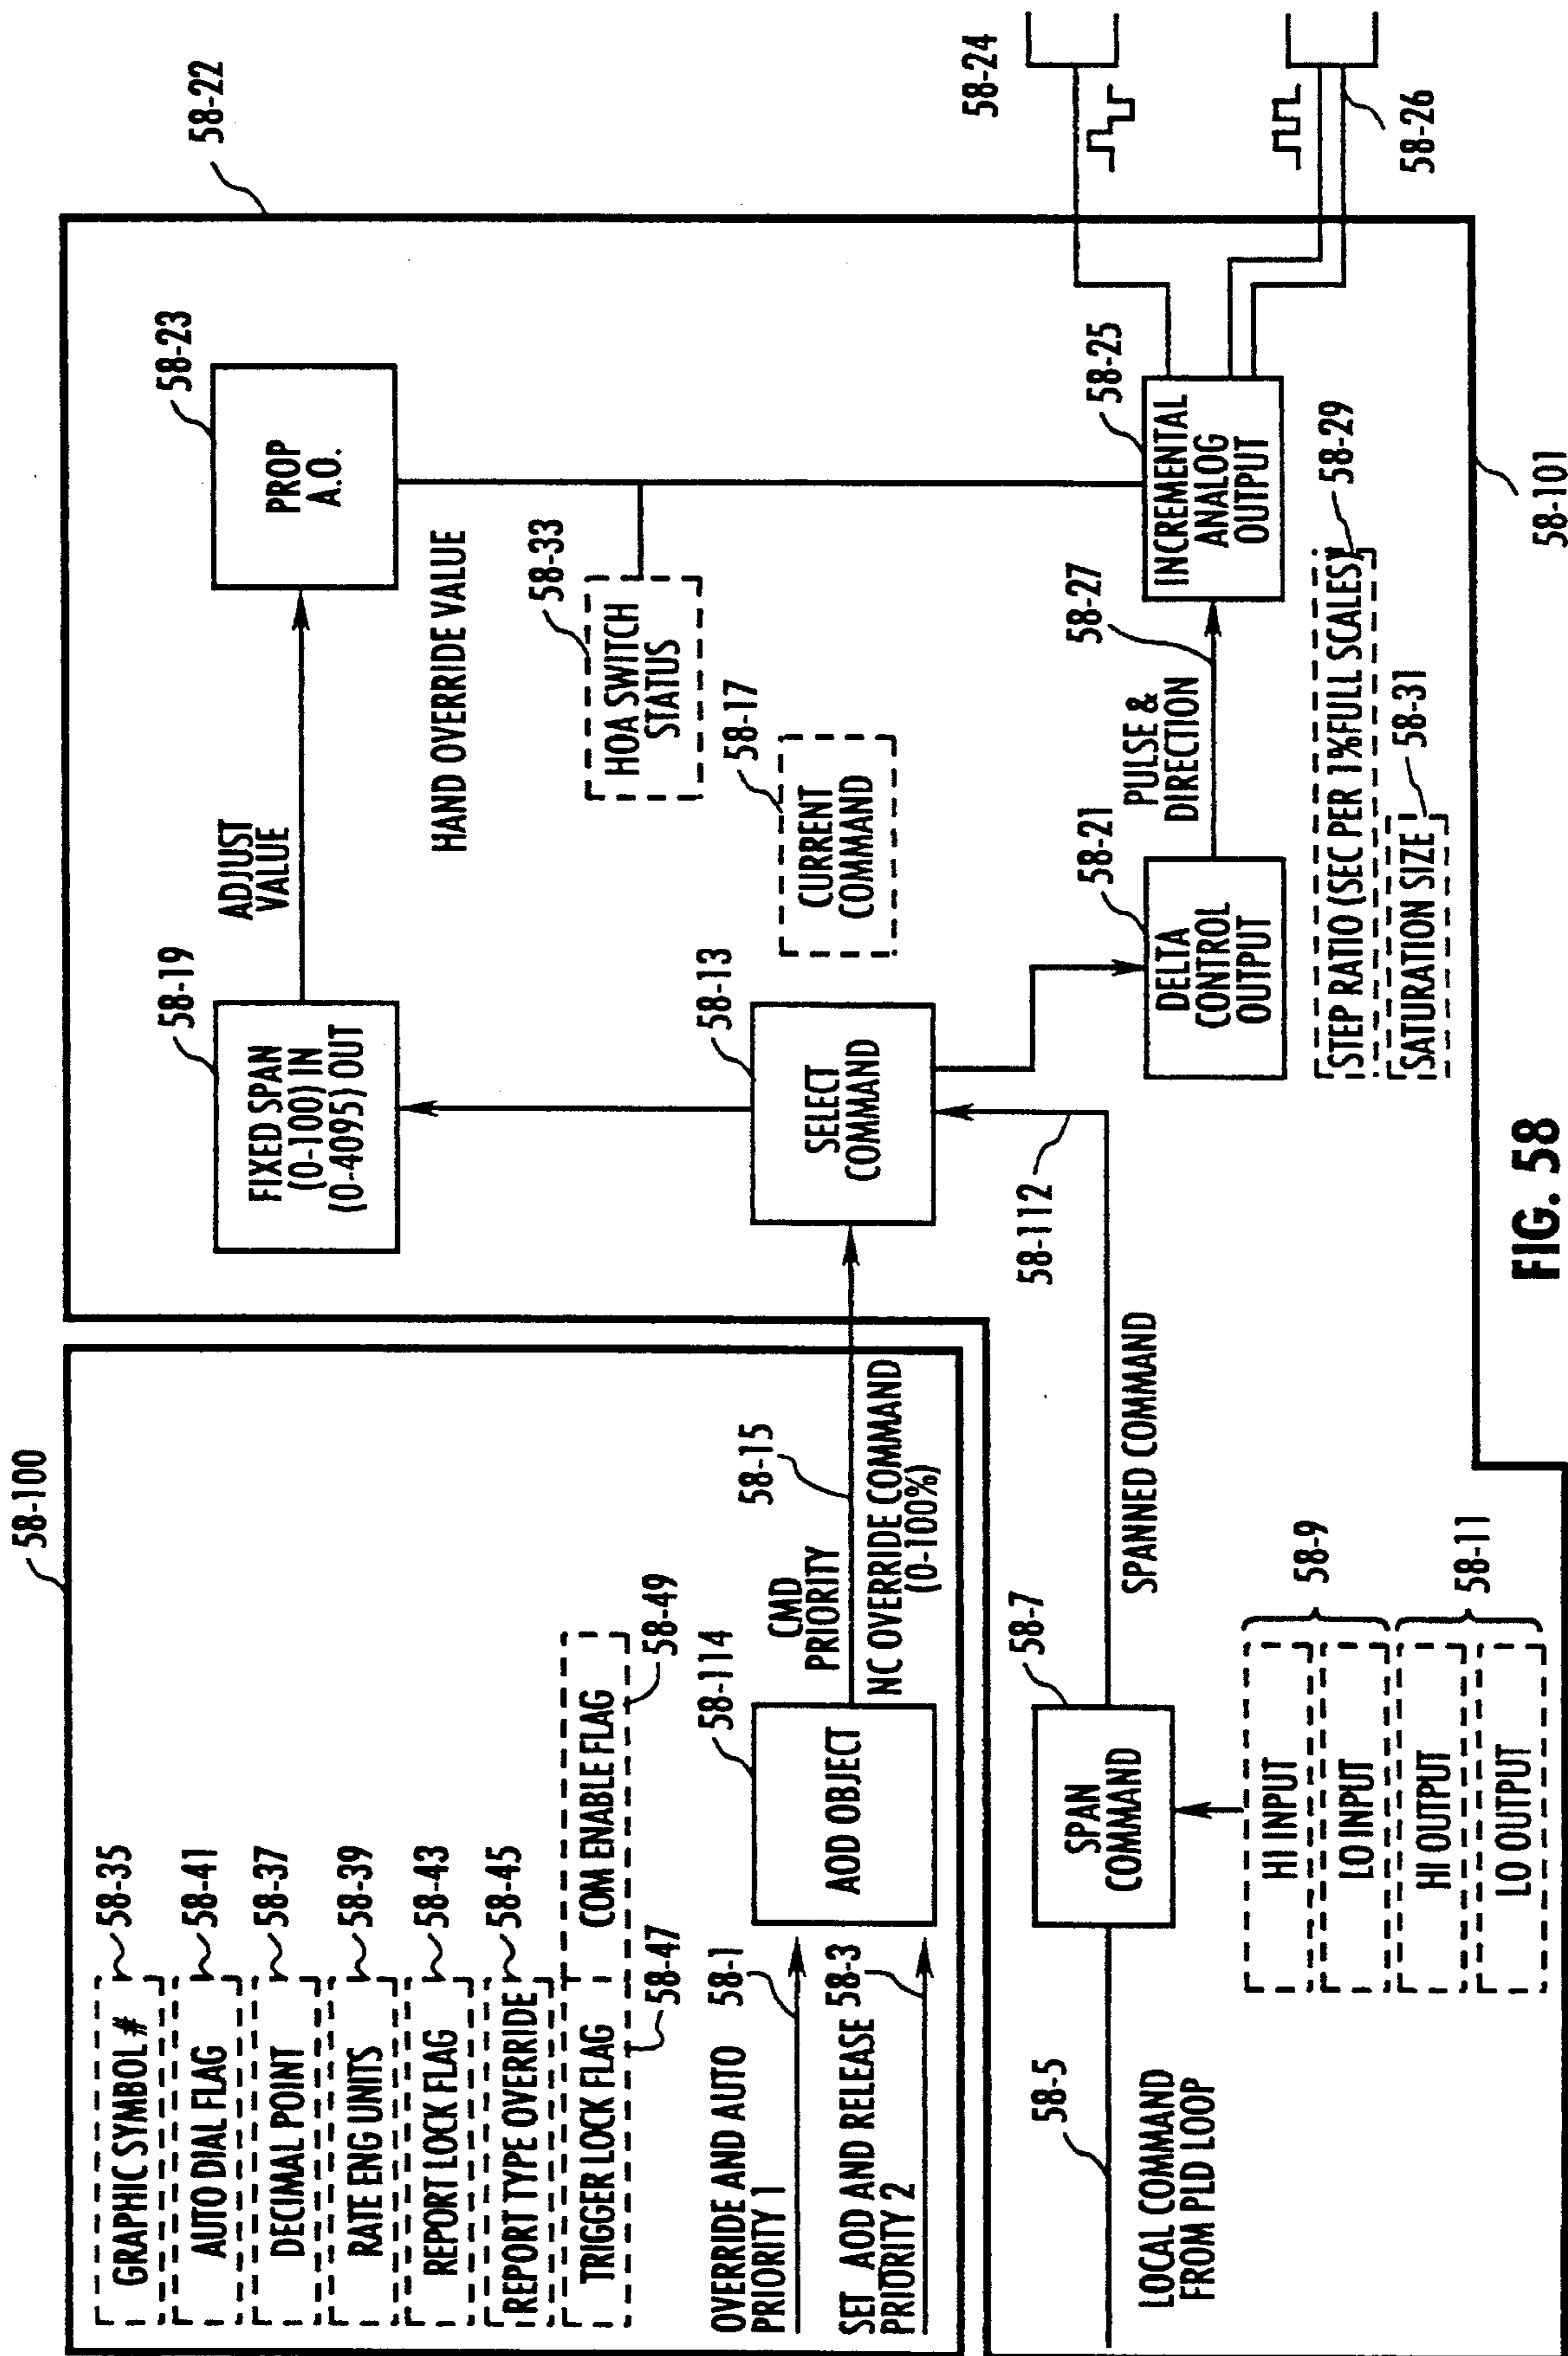 58-100
GRAPHIC SYMBOL #
58-35
AUTO DIAL FLAG
58-41
DECIMAL POINT
58-37
RATE ENG UNITS
58-39
REPORT LOCK FLAG
58-43
REPORT TYPE OVERRIDE
58-45
TRIGGER LOCK FLAG
COM ENABLE FLAG
58-47
58-49
OVERRIDE AND AUTO
PRIORITY 1
58-1
SET AOD AND RELEASE
PRIORITY 2
58-3
AOD OBJECT
58-114
CMD
PRIORITY
58-15
NC OVERRIDE COMMAND
(0-100%)
58-22
FIXED SPAN
(0-100) IN
(0-4095) OUT
58-19
ADJUST
VALUE
PROP
A.O.
58-23
HAND OVERRIDE VALUE
HOA SWITCH
STATUS
58-33
SELECT
COMMAND
58-13
CURRENT
COMMAND
58-17
58-24
LOCAL COMMAND
FROM PLD LOOP
58-5
SPAN
COMMAND
58-7
SPANNED COMMAND
58-112
DELTA
CONTROL
OUTPUT
58-21
PULSE &
DIRECTION
58-27
INCREMENTAL
ANALOG
OUTPUT
58-25
58-26
HI INPUT
LO INPUT
58-9
HI OUTPUT
LO OUTPUT
58-11
STEP RATIO (SEC PER 1%FULL SCALES)
58-29
SATURATION SIZE
58-31
58-101
FIG. 58